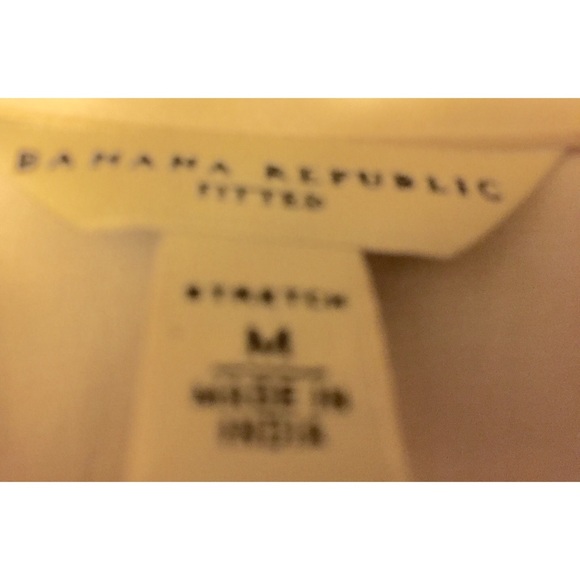 BANANA REPUBLIC
FITTED
STRETCH
M
MADE IN
INDIA